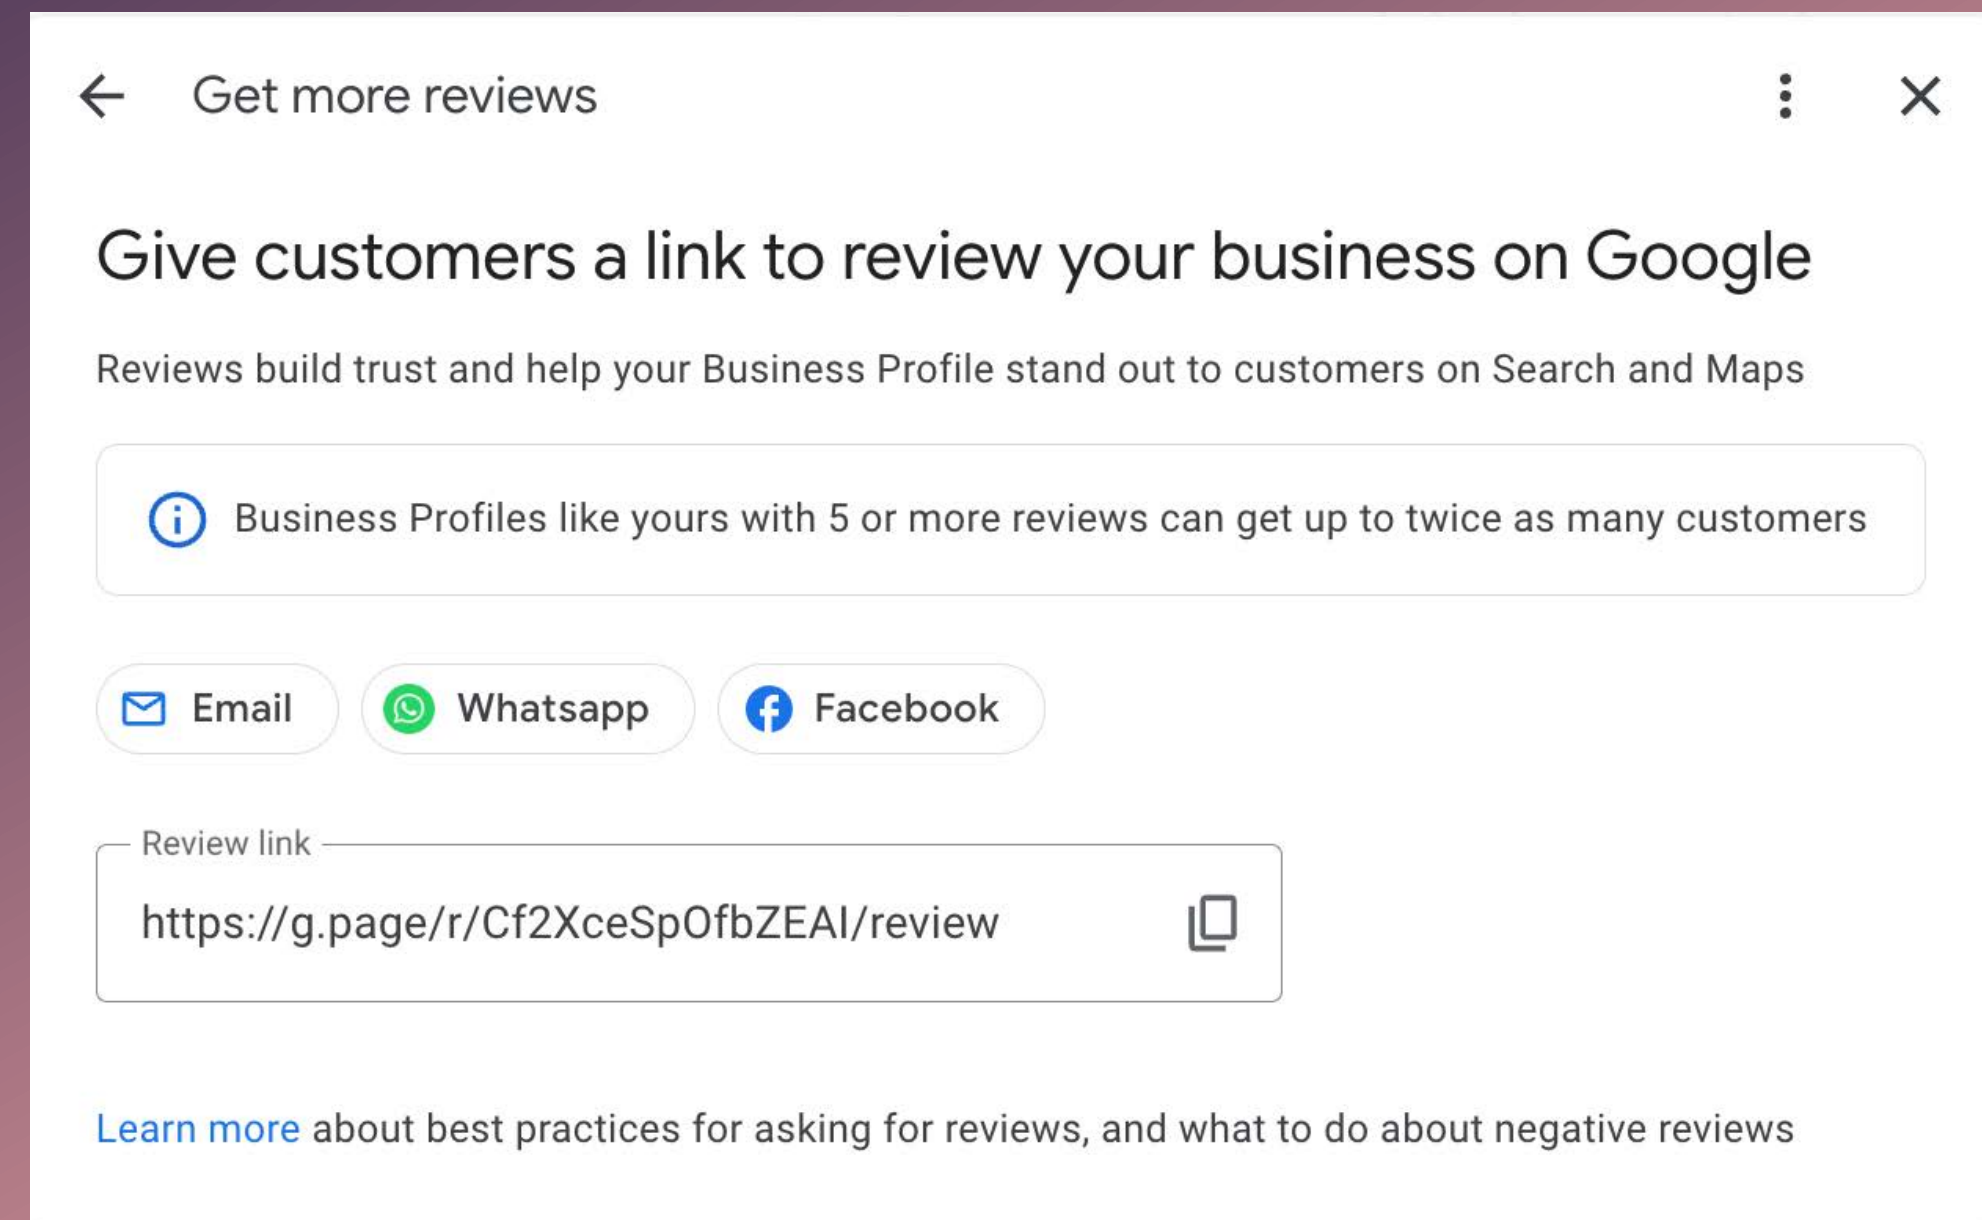 Get more reviews
Give customers a link to review your business on Google
Reviews build trust and help your Business Profile stand out to customers on Search and Maps
Business Profiles like yours with 5 or more reviews can get up to twice as many customers
Email Whatsapp Facebook
Review link
https://g.page/r/Cf2XceSpOfbZEAI/review
Learn more about best practices for asking for reviews, and what to do about negative reviews